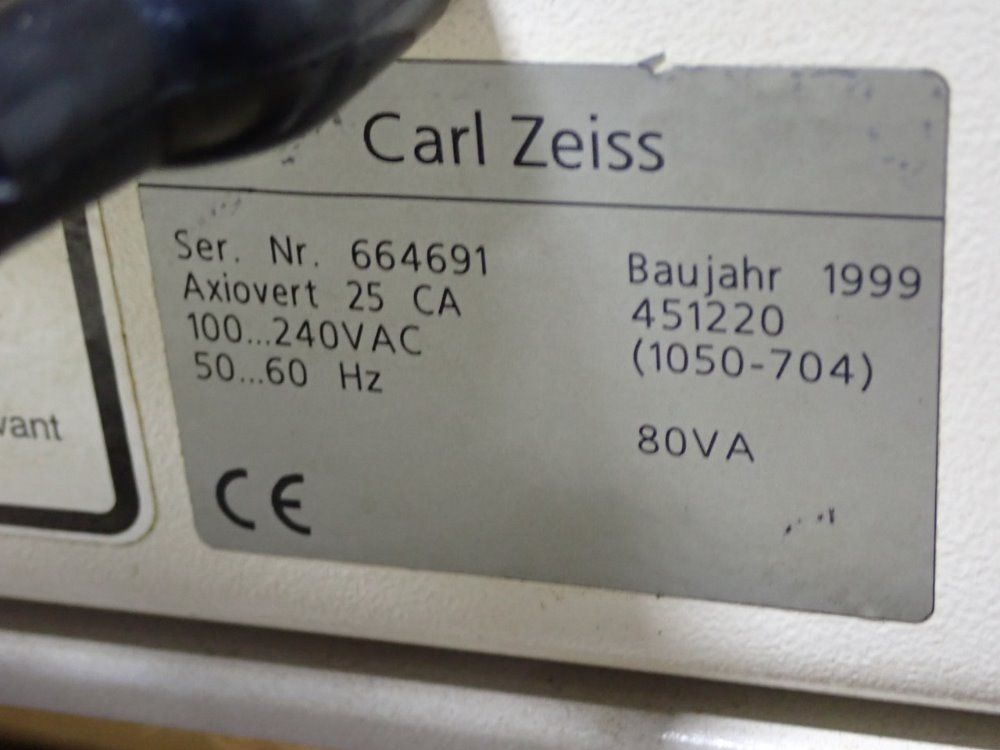 Carl Zeiss
Ser. Nr. 664691
Baujahr 1999
Axiovert 25 CA
451220
100...240VAC
(1050-704)
50...60 Hz
80VA
CE